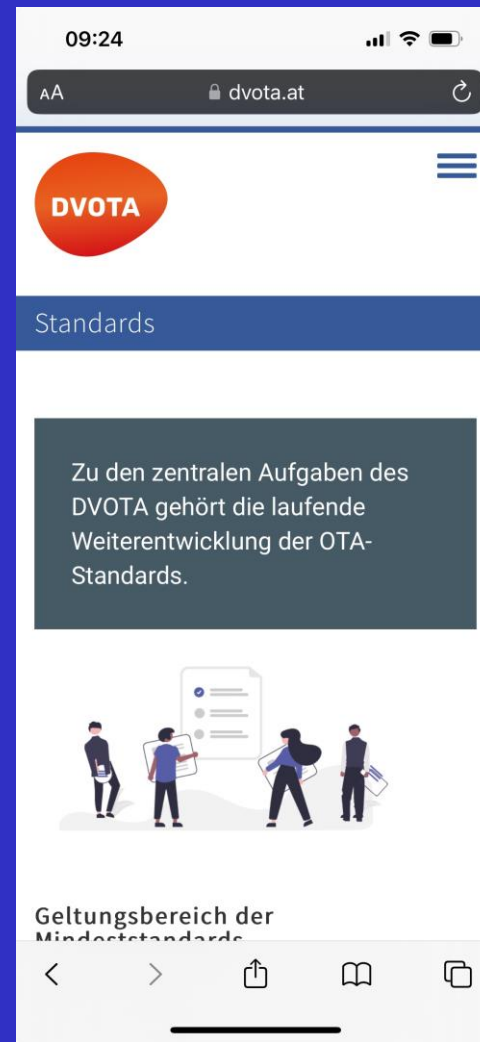 09:24
AA dvota.at
DVOTA
Standards
Zu den zentralen Aufgaben des
DVOTA gehört die laufende
Weiterentwicklung der OTA-
Standards.
Geltungsbereich der
Mindeststandards